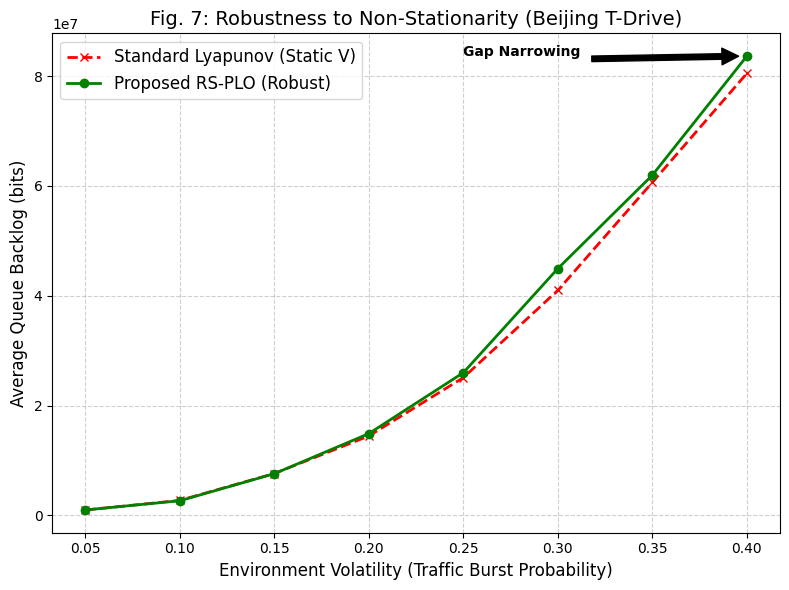 Fig. 7: Robustness to Non-Stationarity (Beijing T-Drive)
1e7
Standard Lyapunov (Static V)
Proposed RS-PLO (Robust)
Gap Narrowing
Average Queue Backlog (bits)
8
6
4
2
0
0.05 0.10 0.15 0.20 0.25 0.30 0.35 0.40
Environment Volatility (Traffic Burst Probability)